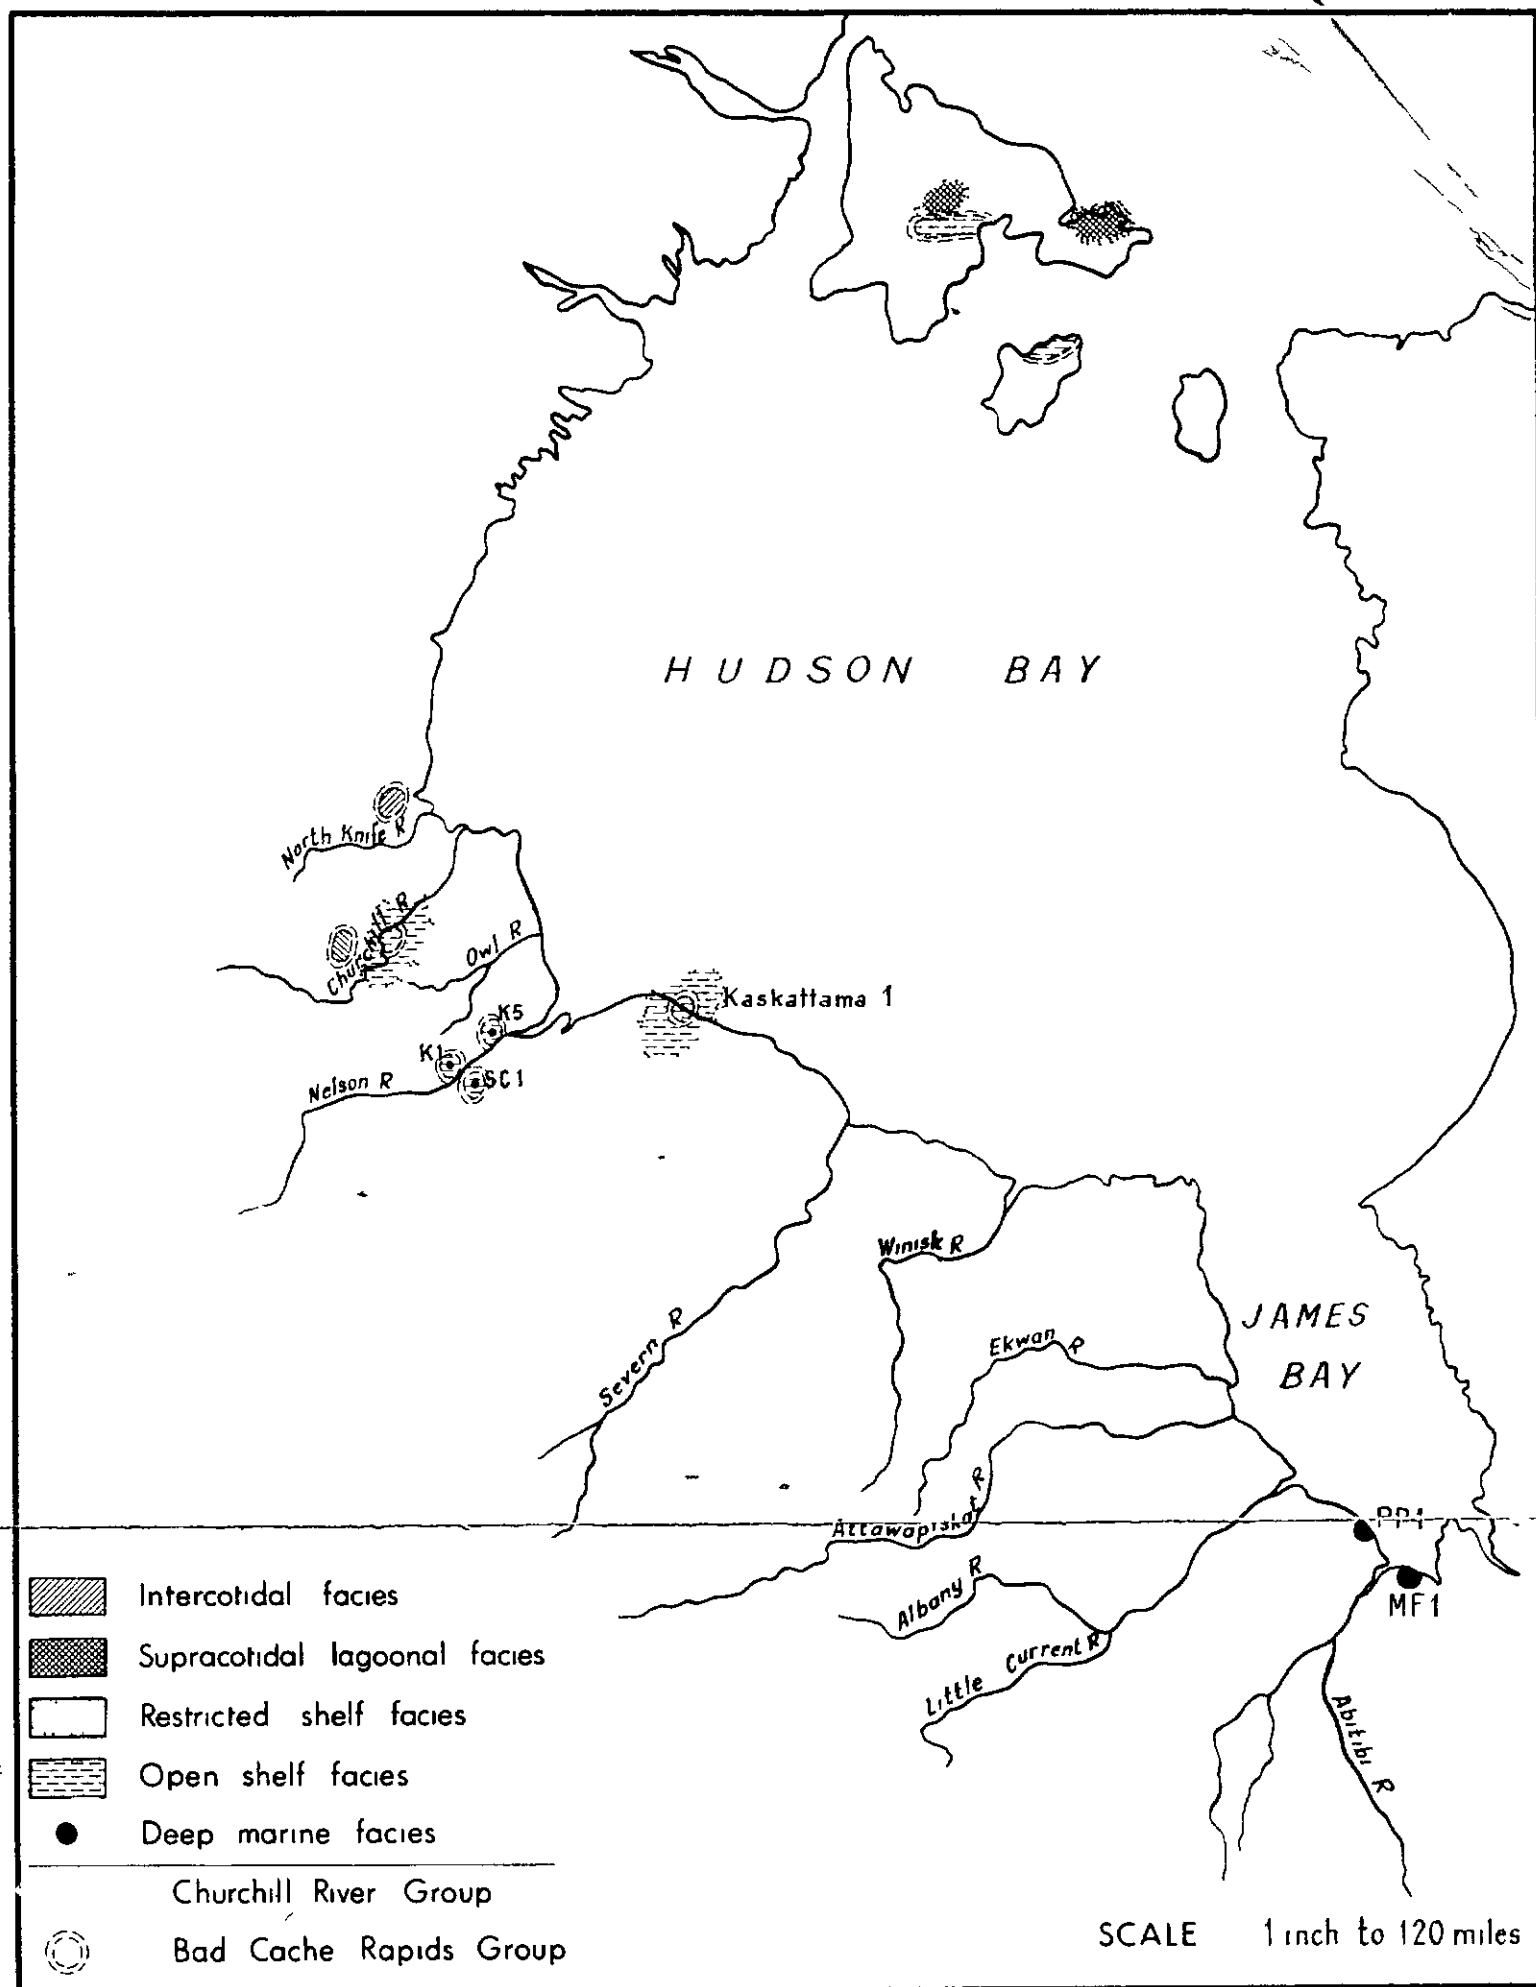 HUDSON BAY
North Knife R
Churchill R
Owl R
Kaskattama 1
K5
K1
SC1
Nelson R
Winisk R
JAMES
BAY
Severn R
Ekwan R
Attawapiskat R
Albany R
MF1
Little Current R
Abitibi R
Intercotidal facies
Supracotidal lagoonal facies
Restricted shelf facies
Open shelf facies
Deep marine facies
Churchill River Group
Bad Cache Rapids Group
SCALE 1 inch to 120 miles